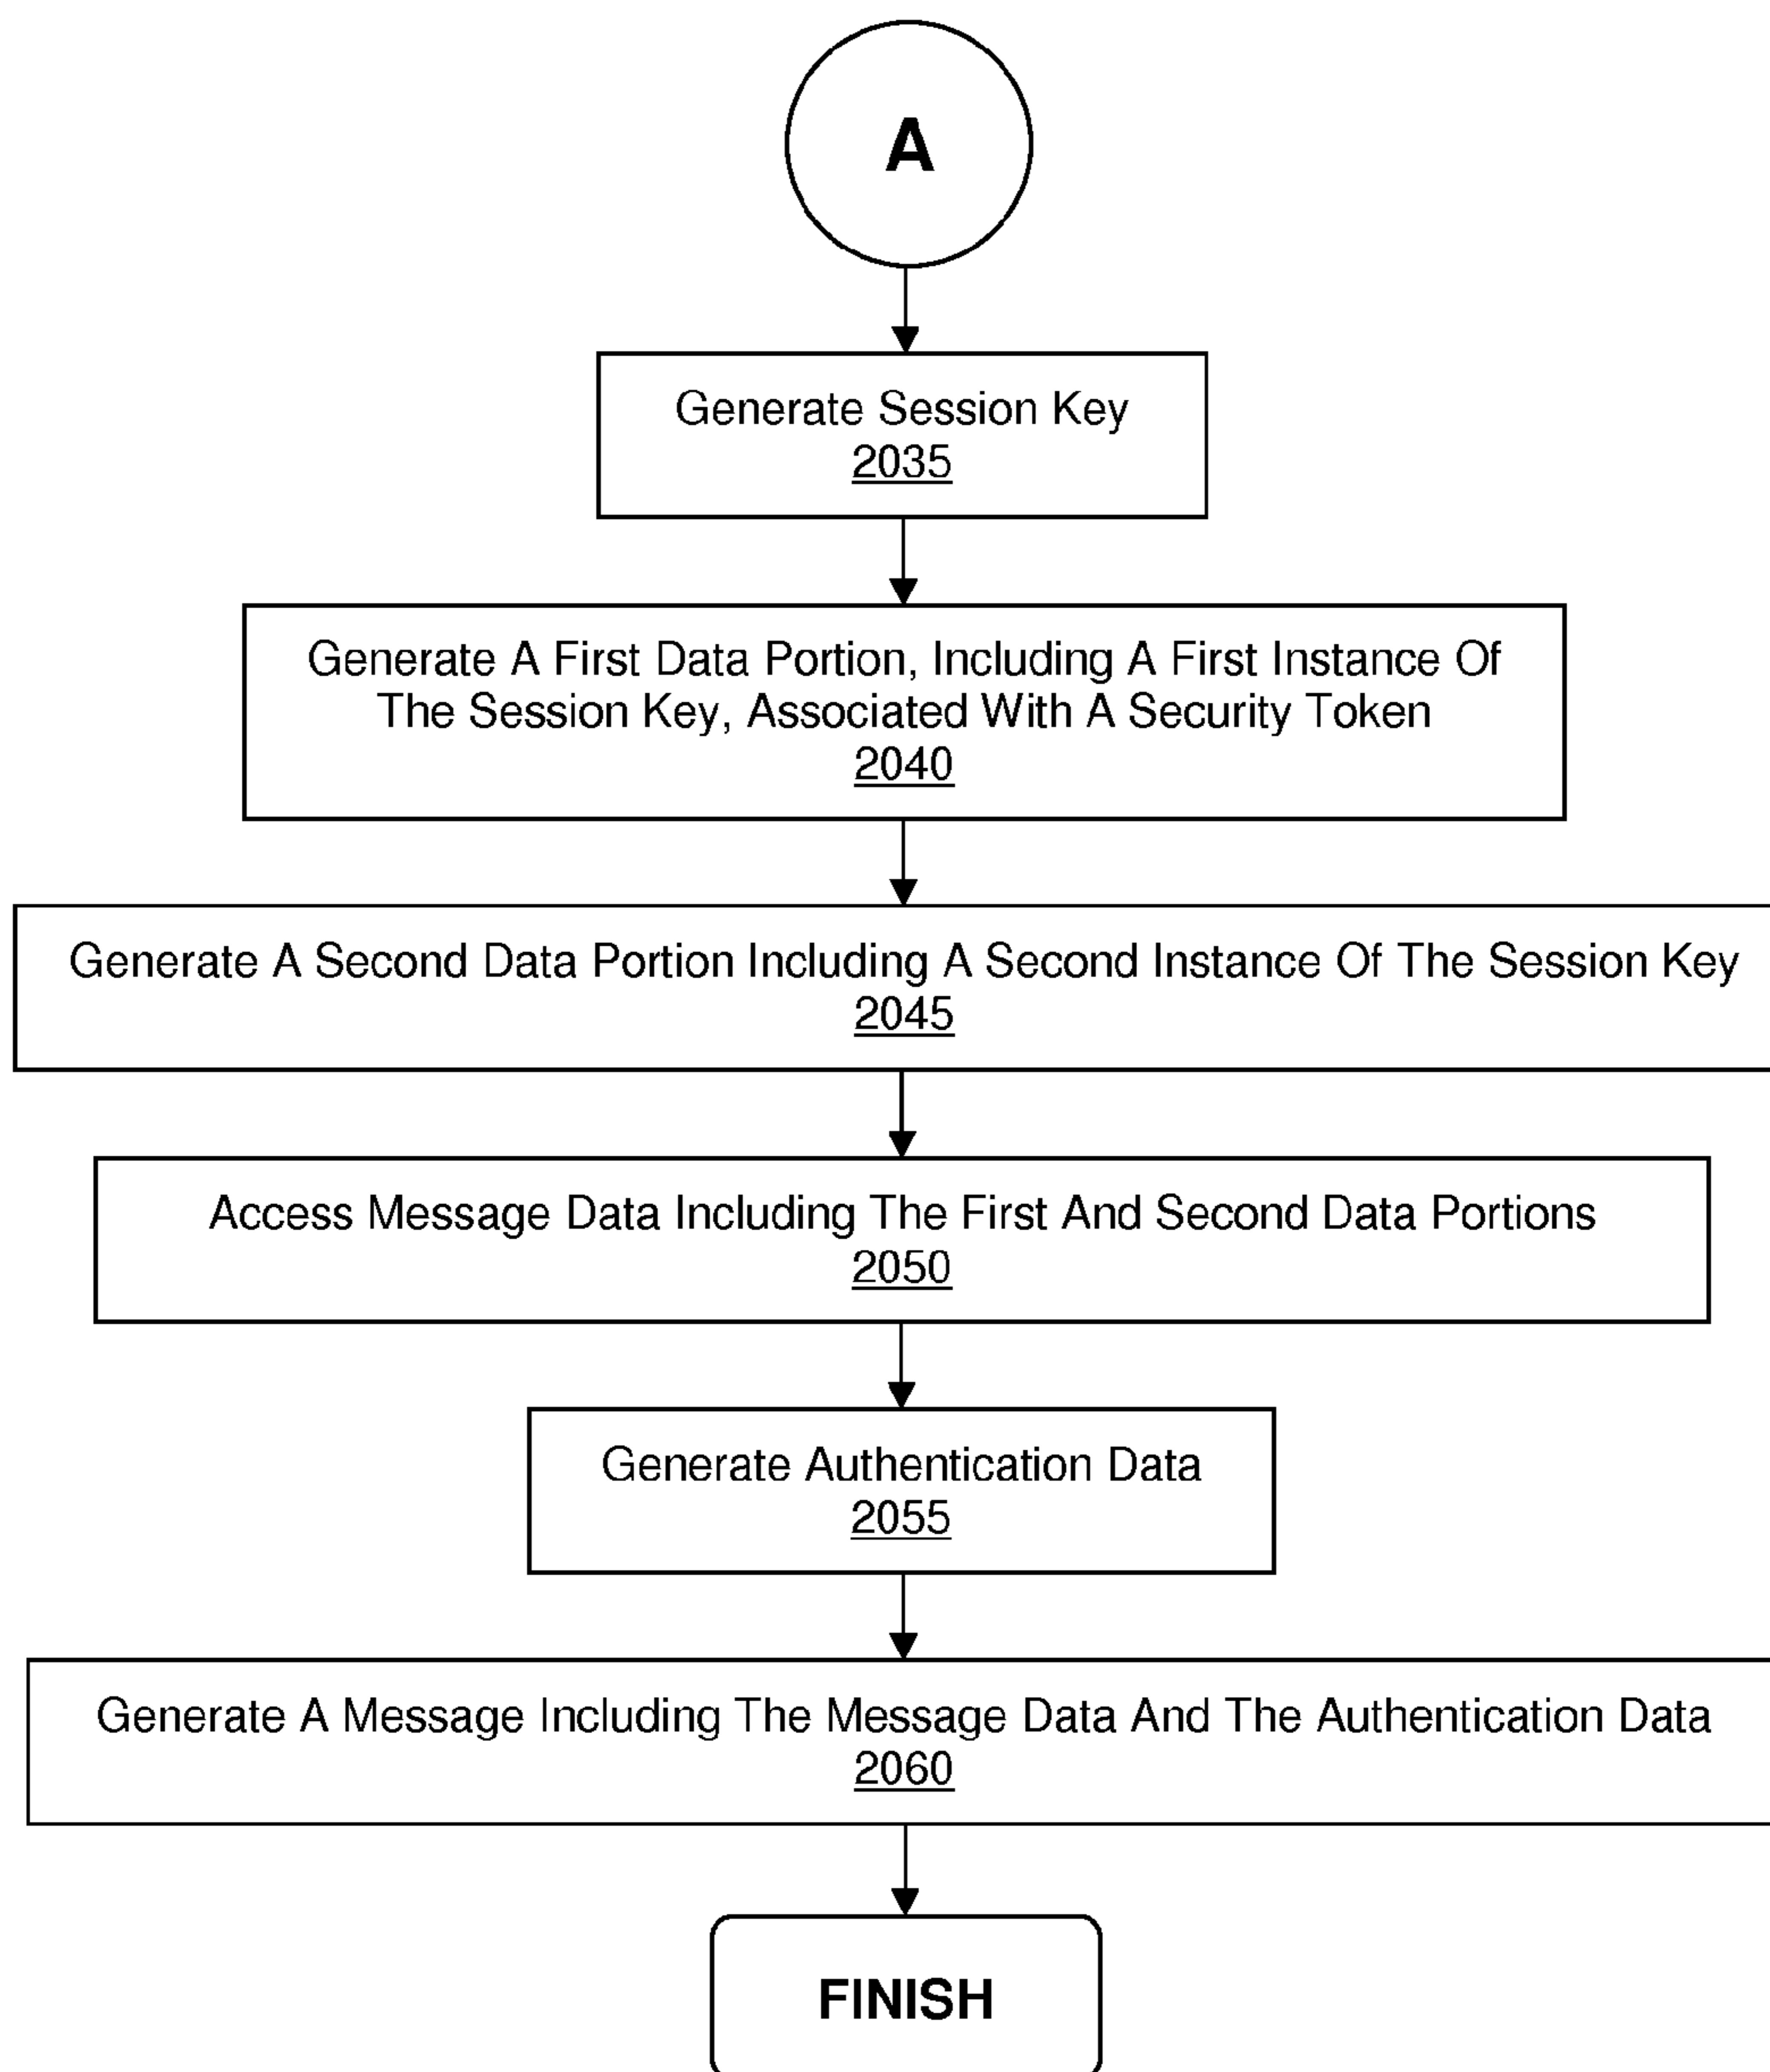 A
Generate Session Key
2035
Generate A First Data Portion, Including A First Instance Of
The Session Key, Associated With A Security Token
2040
Generate A Second Data Portion Including A Second Instance Of The Session Key
2045
Access Message Data Including The First And Second Data Portions
2050
Generate Authentication Data
2055
Generate A Message Including The Message Data And The Authentication Data
2060
FINISH